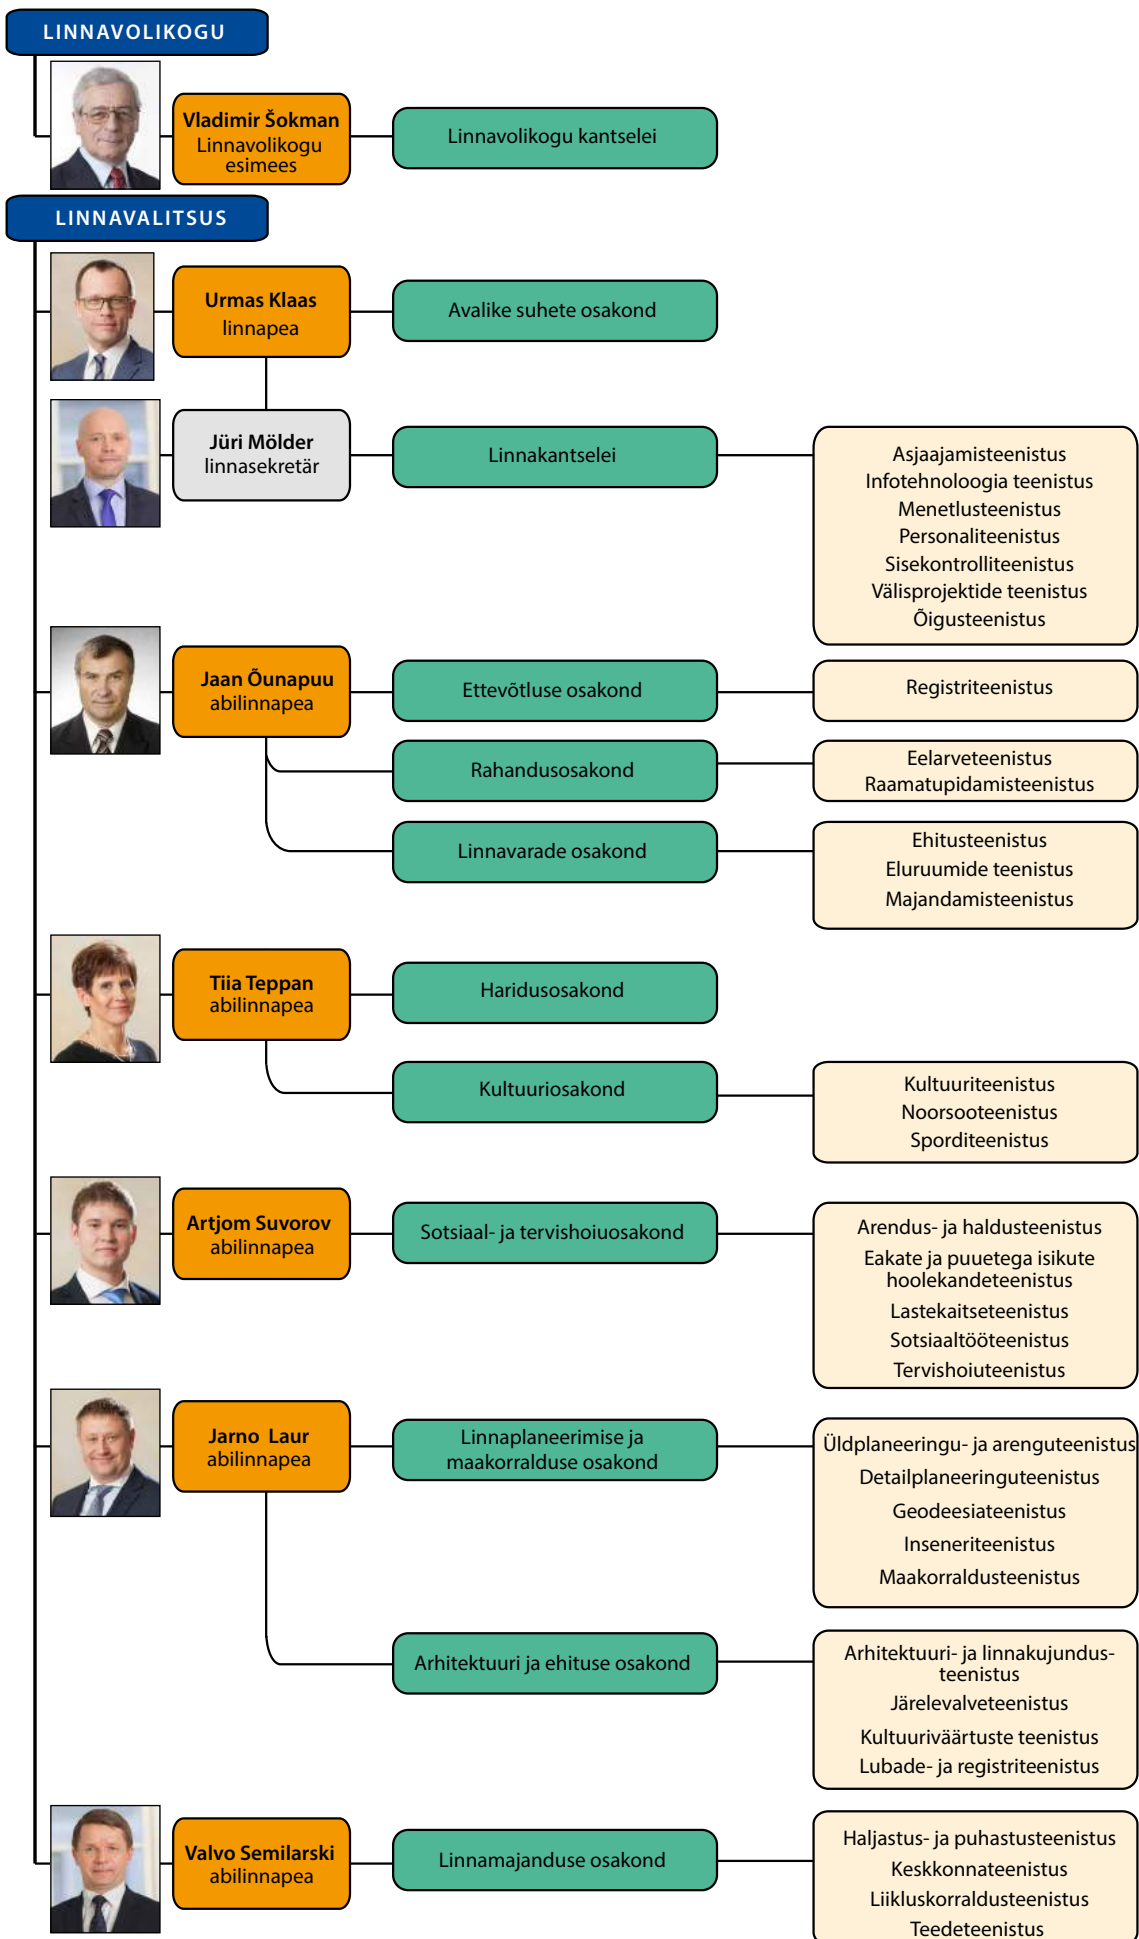 LINNAVOLIKOGU
Vladimir Šokman
Linnavolikogu
esimees
Linnavolikogu kantselei
LINNAVALITSUS
Urmas Klaas
linnapea
Avalike suhete osakond
Jüri Mölder
linnasekretär
Linnakantselei
Asjaajamisteenistus
Infotehnoloogia teenistus
Menetlusteenistus
Personaliteenistus
Sisekontrolliteenistus
Välisprojektide teenistus
Õigusteenistus
Jaan Õunapuu
abilinnapea
Ettevõtluse osakond
Registriteenistus
Rahandusosakond
Eelarveteenistus
Raamatupidamisteenistus
Linnavarade osakond
Ehitusteenistus
Eluruumide teenistus
Majandamisteenistus
Tiia Teppan
abilinnapea
Haridusosakond
Kultuuriosakond
Kultuuriteenistus
Noorsooteenistus
Sporditeenistus
Artjom Suvorov
abilinnapea
Sotsiaal- ja tervishoiuosakond
Arendus- ja haldusteenistus
Eakate ja puuetega isikute
hoolekandeteenistus
Lastekaitseteenistus
Sotsiaaltööteenistus
Tervishoiuteenistus
Jarno Laur
abilinnapea
Linnaplaneerimise ja
maakorralduse osakond
Üldplaneeringu- ja arenguteenistus
Detailplaneeringuteenistus
Geodeesiateenistus
Inseneriteenistus
Maakorraldusteenistus
Arhitektuuri ja ehituse osakond
Arhitektuuri- ja linnakujundus-
teenistus
Järelevalveteenistus
Kultuuriväärtuste teenistus
Lubade- ja registriteenistus
Valvo Semilarski
abilinnapea
Linnamajanduse osakond
Haljastus- ja puhastusteenistus
Keskkonnateenistus
Liikluskorraldusteenistus
Teedeteenistus